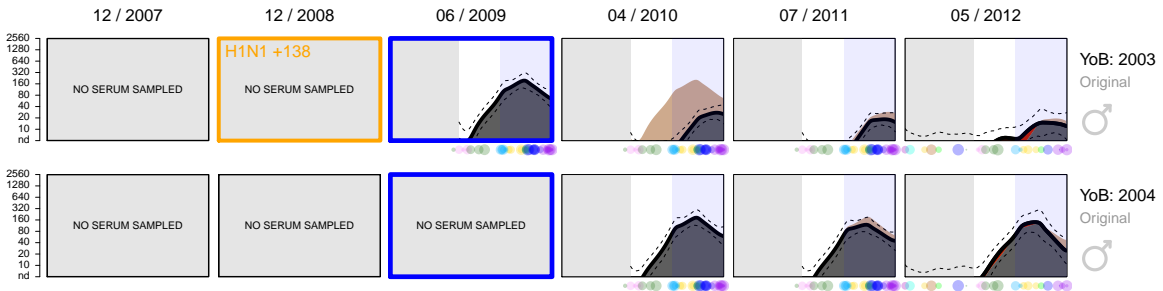 12 / 2007 12 / 2008 06 / 2009 04 / 2010 07 / 2011 05 / 2012
2560
1280
640
320
160
80
40
20
10
nd
NO SERUM SAMPLED
H1N1 +138
NO SERUM SAMPLED
YoB: 2003
Original
2560
1280
640
320
160
80
40
20
10
nd
NO SERUM SAMPLED
NO SERUM SAMPLED
NO SERUM SAMPLED
YoB: 2004
Original